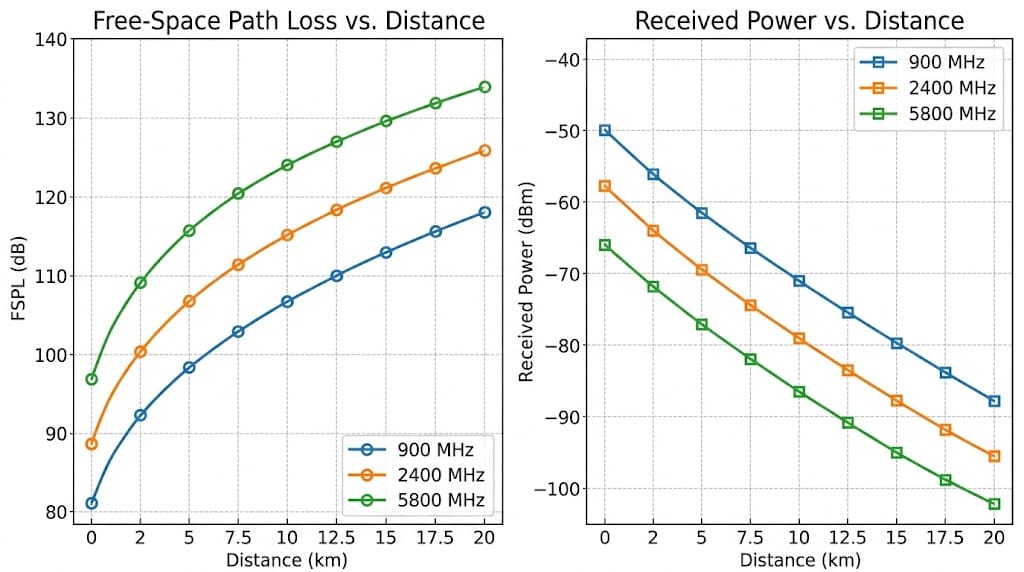 Free-Space Path Loss vs. Distance
140
130
120
110
100
90
80
FSPL (dB)
900 MHz
2400 MHz
5800 MHz
0 2 5 7.5 10 12.5 15 17.5 20
Distance (km)
Received Power vs. Distance
−40
−50
−60
−70
−80
−90
−100
Received Power (dBm)
900 MHz
2400 MHz
5800 MHz
0 2 5 7.5 10 12.5 15 17.5 20
Distance (km)